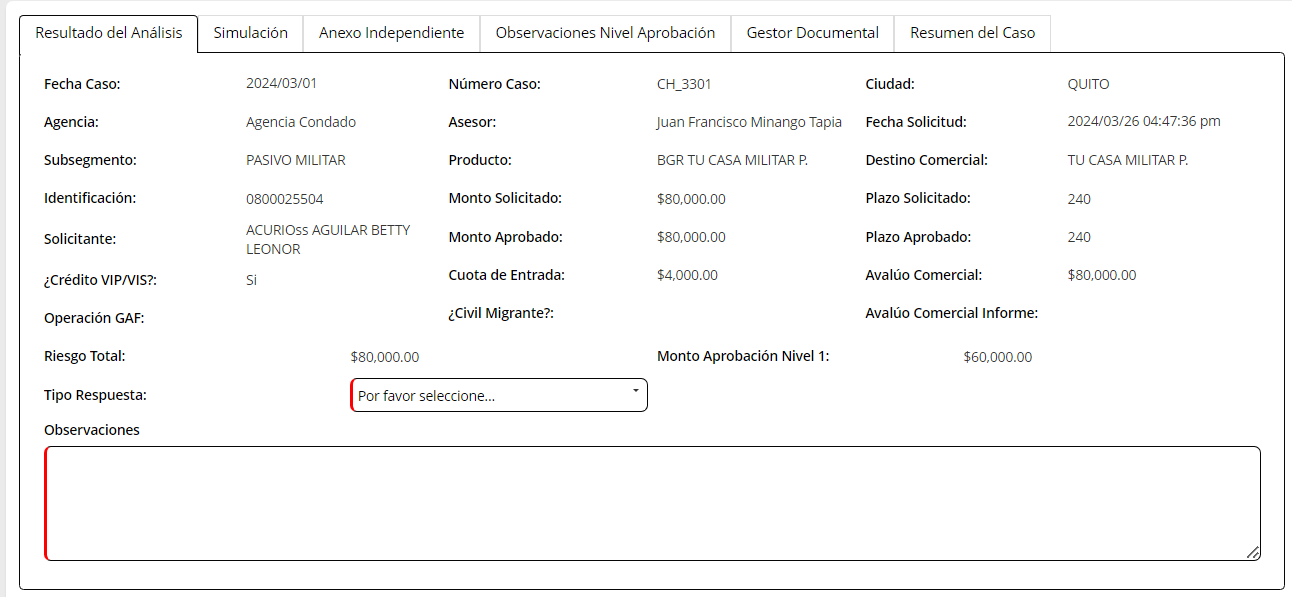 Resultado del Análisis Simulación Anexo Independiente Observaciones Nivel Aprobación Gestor Documental Resumen del Caso
Fecha Caso: 2024/03/01 Número Caso: CH_3301 Ciudad: QUITO
Agencia: Agencia Condado Asesor: Juan Francisco Minango Tapia Fecha Solicitud: 2024/03/26 04:47:36 pm
Subsegmento: PASIVO MILITAR Producto: BGR TU CASA MILITAR P. Destino Comercial: TU CASA MILITAR P.
Identificación: 0800025504 Monto Solicitado: $80,000.00 Plazo Solicitado: 240
Solicitante: ACURIOss AGUILAR BETTY LEONOR Monto Aprobado: $80,000.00 Plazo Aprobado: 240
¿Crédito VIP/VIS?: Si Cuota de Entrada: $4,000.00 Avalúo Comercial: $80,000.00
Operación GAF: ¿Civil Migrante?: Avalúo Comercial Informe:
Riesgo Total: $80,000.00 Monto Aprobación Nivel 1: $60,000.00
Tipo Respuesta: Por favor seleccione...
Observaciones